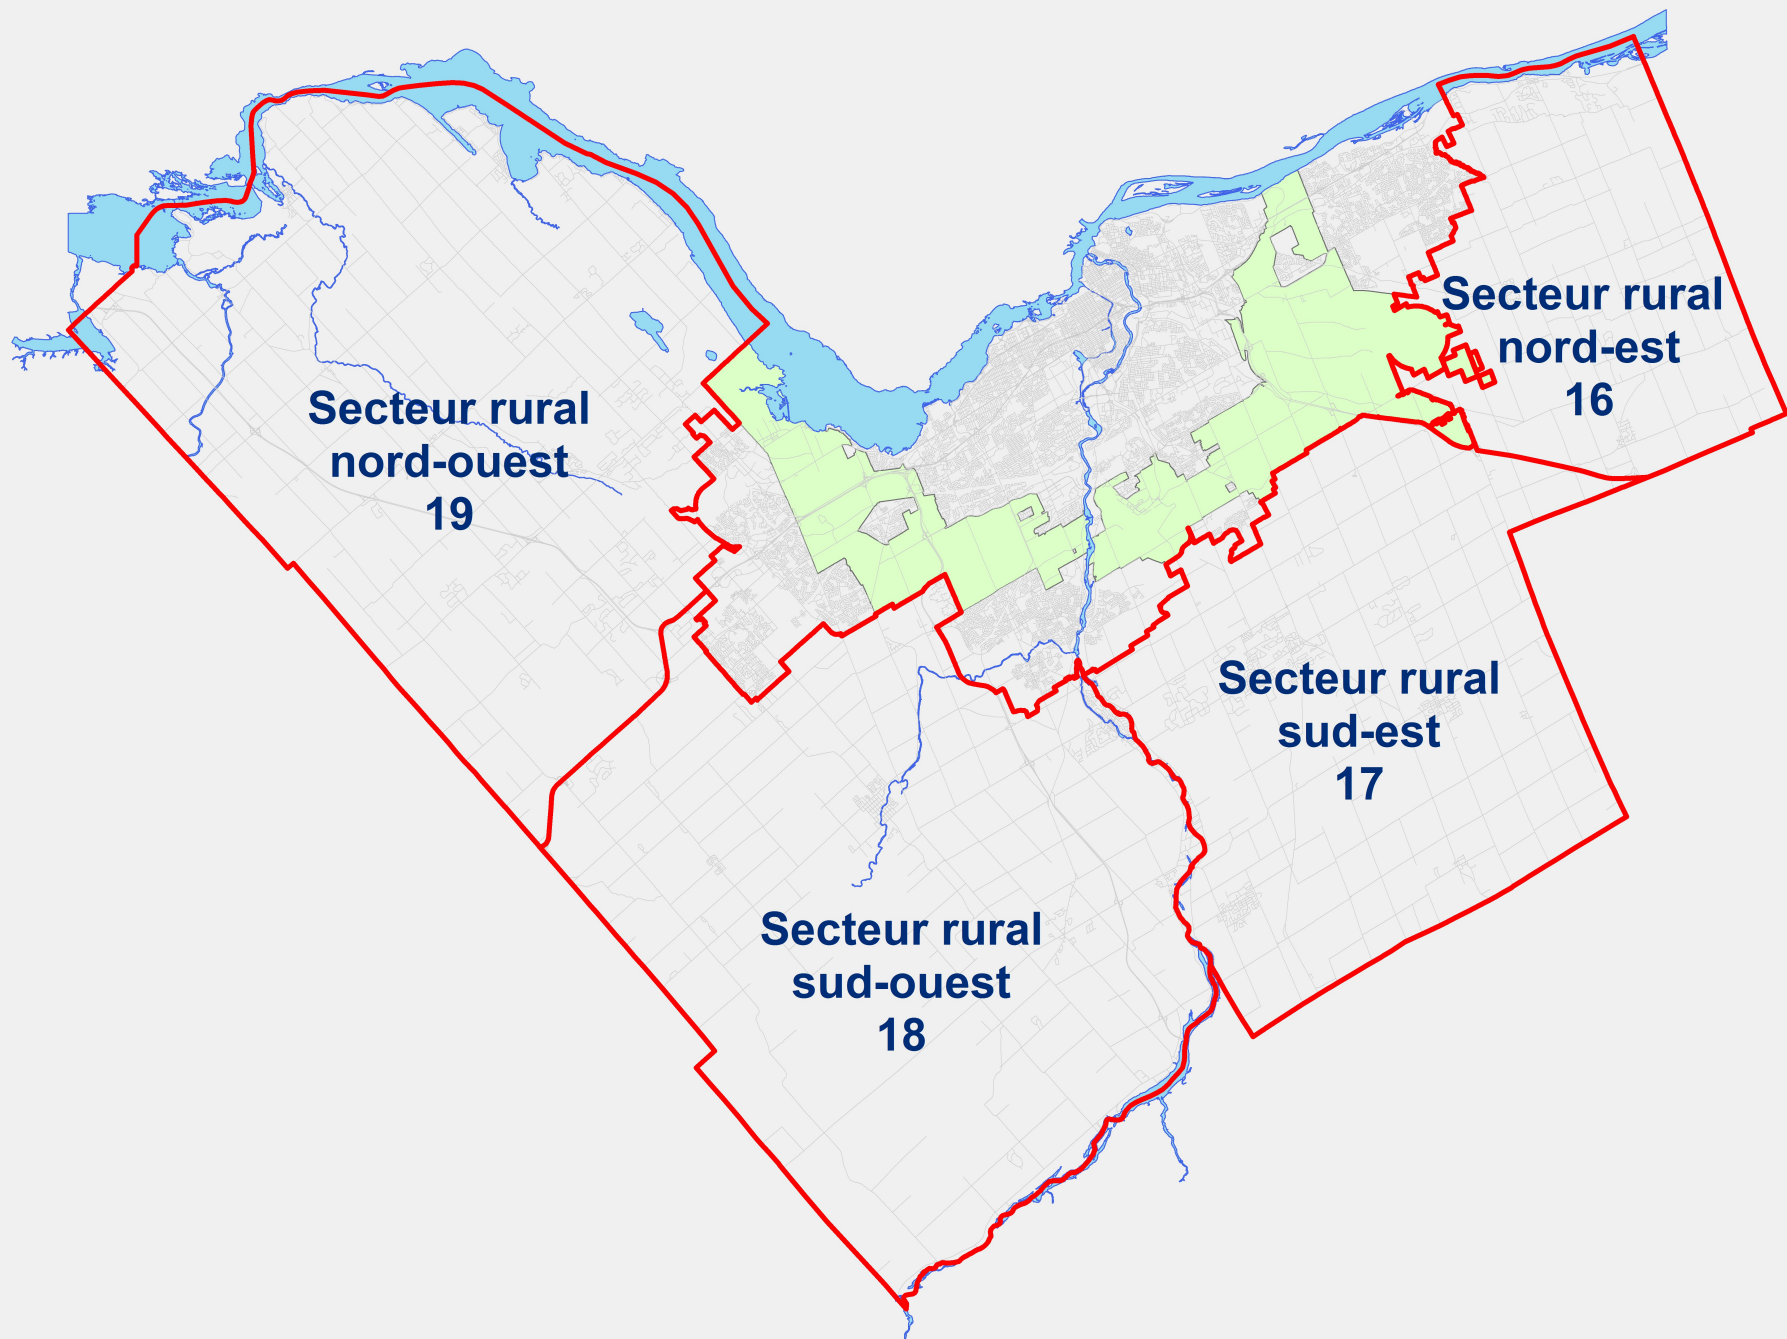 Secteur rural
nord-est
16
Secteur rural
nord-ouest
19
Secteur rural
sud-est
17
Secteur rural
sud-ouest
18